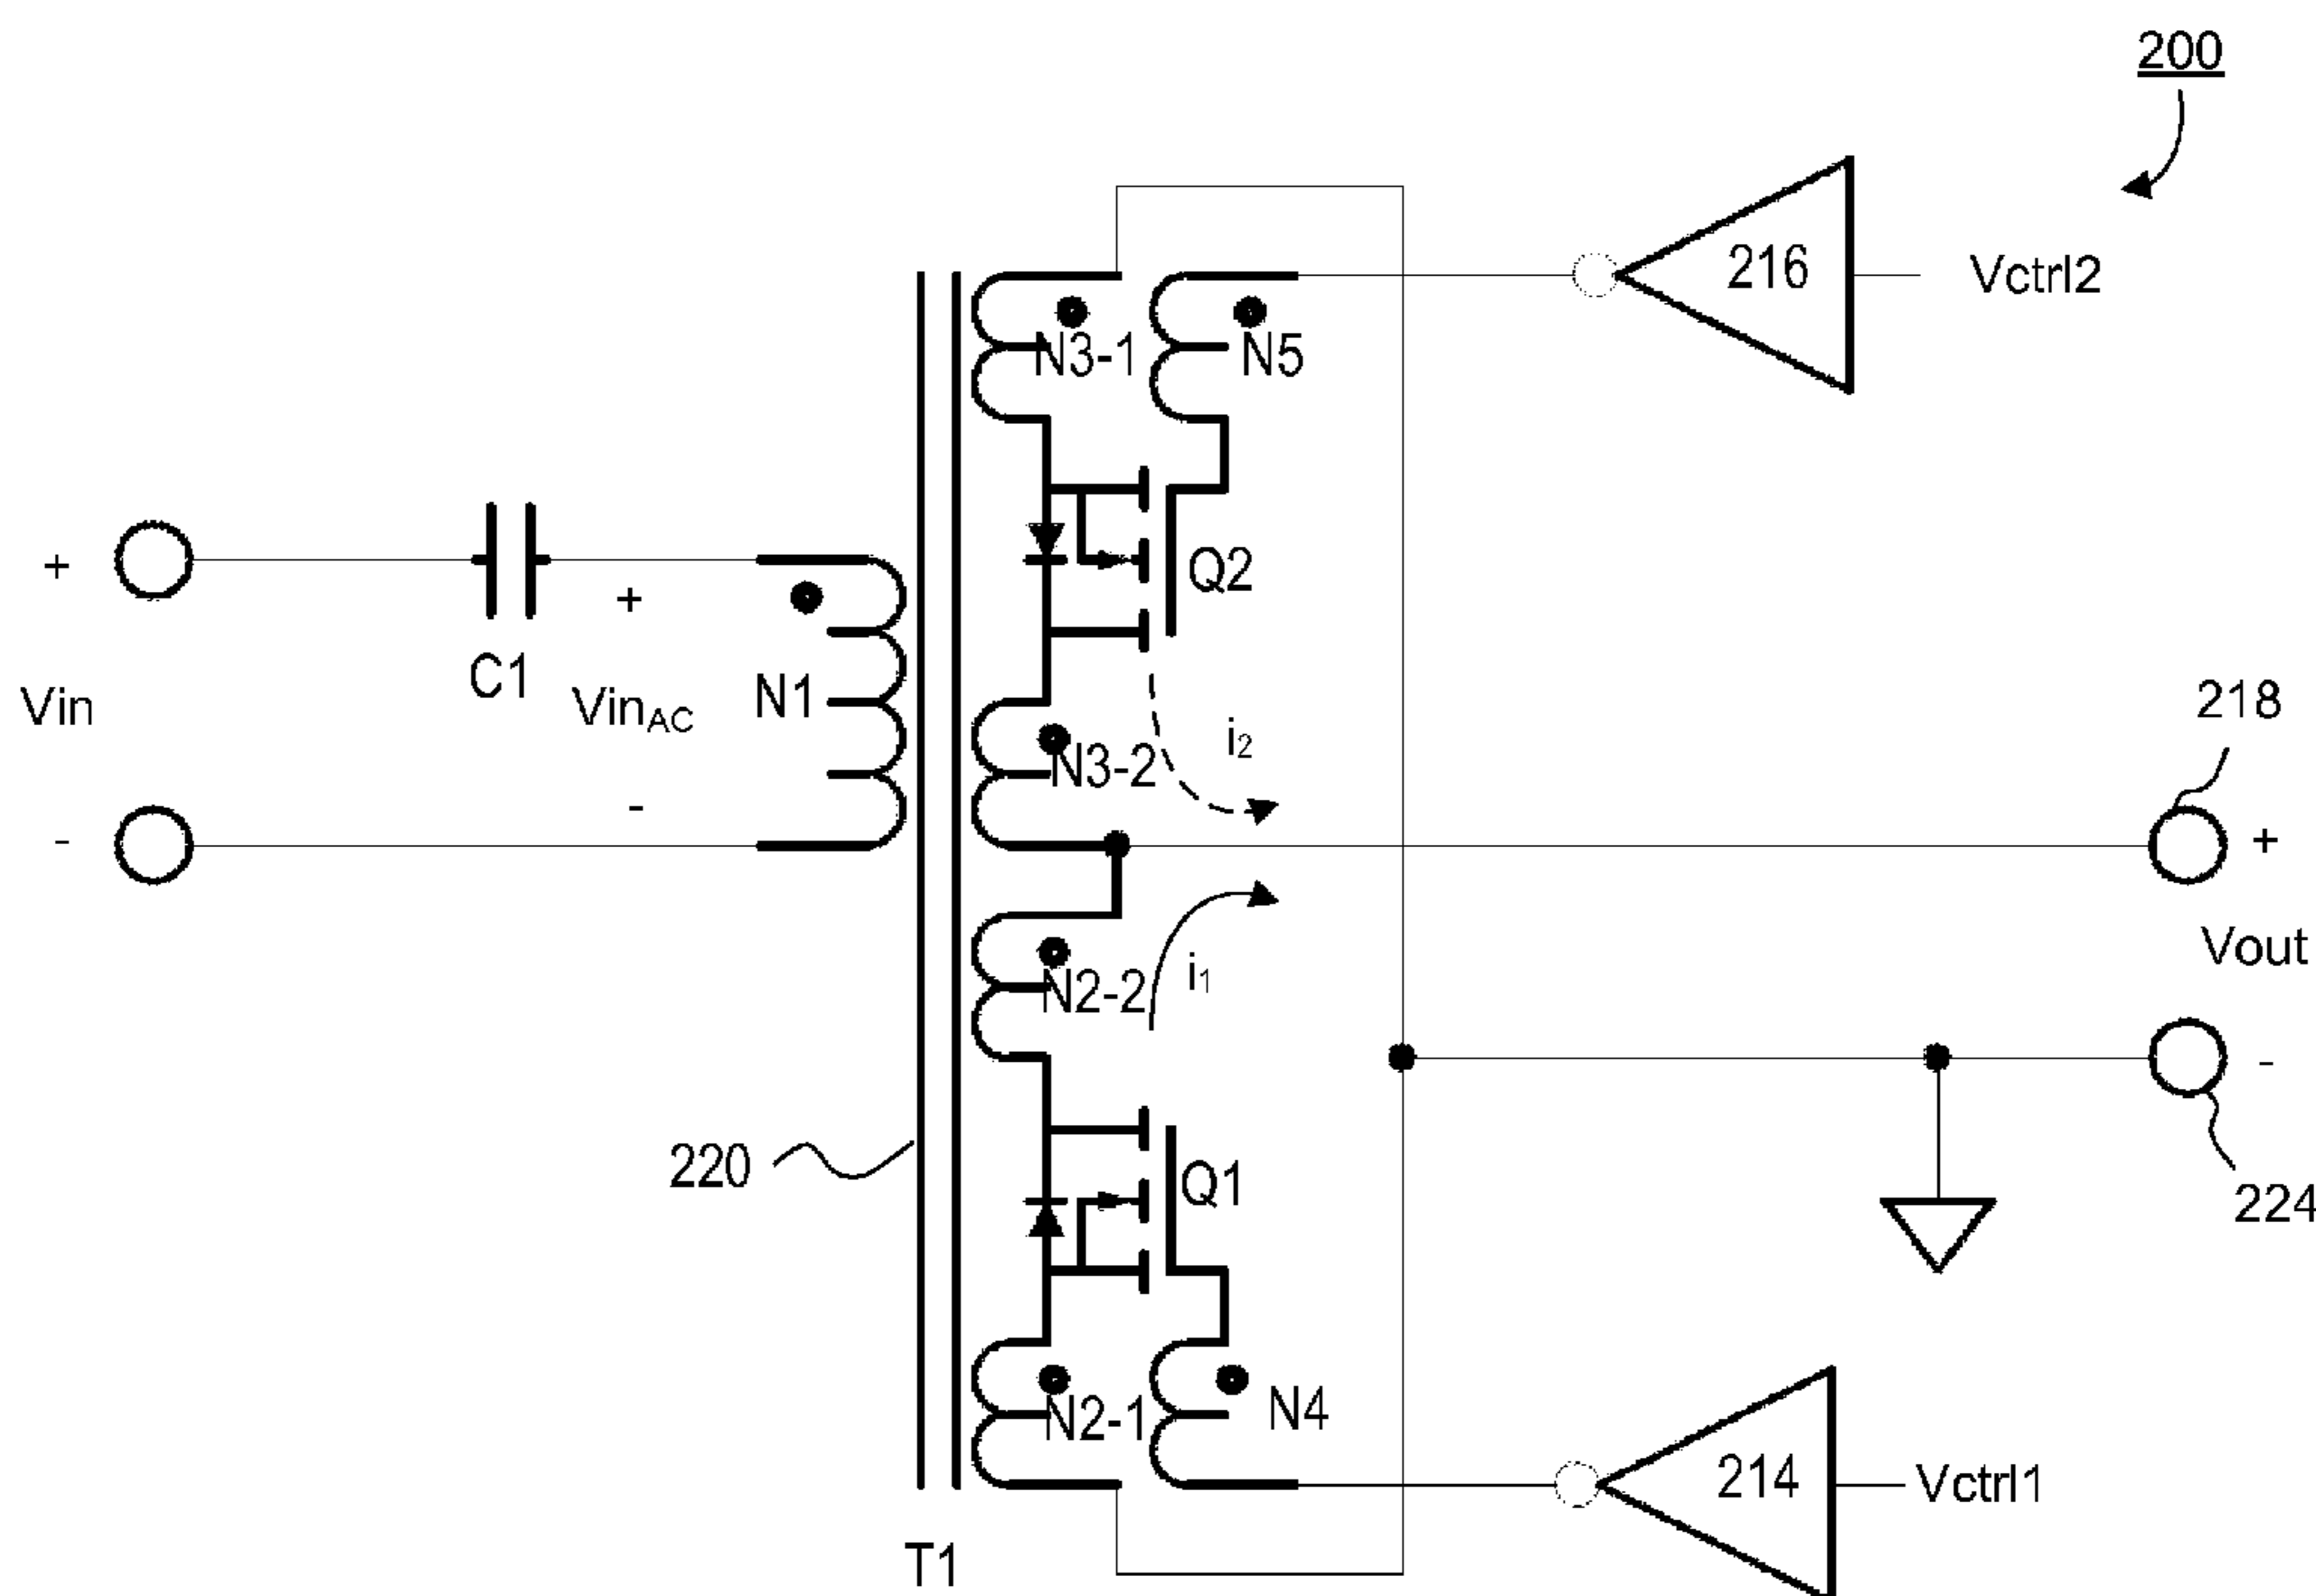 200
216
Vctrl2
N3-1
N5
Q2
+
+
C1
Vin
VinAC
N1
-
-
N3-2
i2
218
+
Vout
N2-2
i1
-
220
Q1
224
N2-1
N4
214
Vctrl1
T1